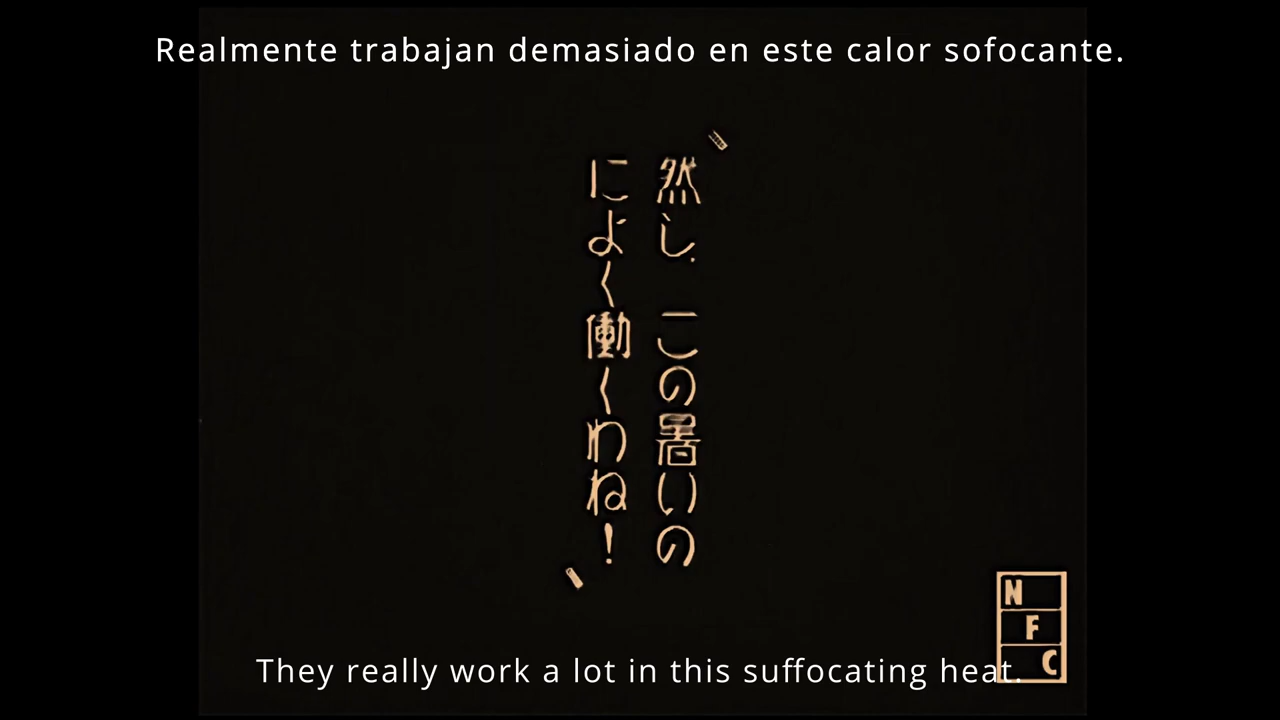 Realmente trabajan demasiado en este calor sofocante.
然し、この暑いの
によく働くわね!
N
F
C
They really work a lot in this suffocating heat.